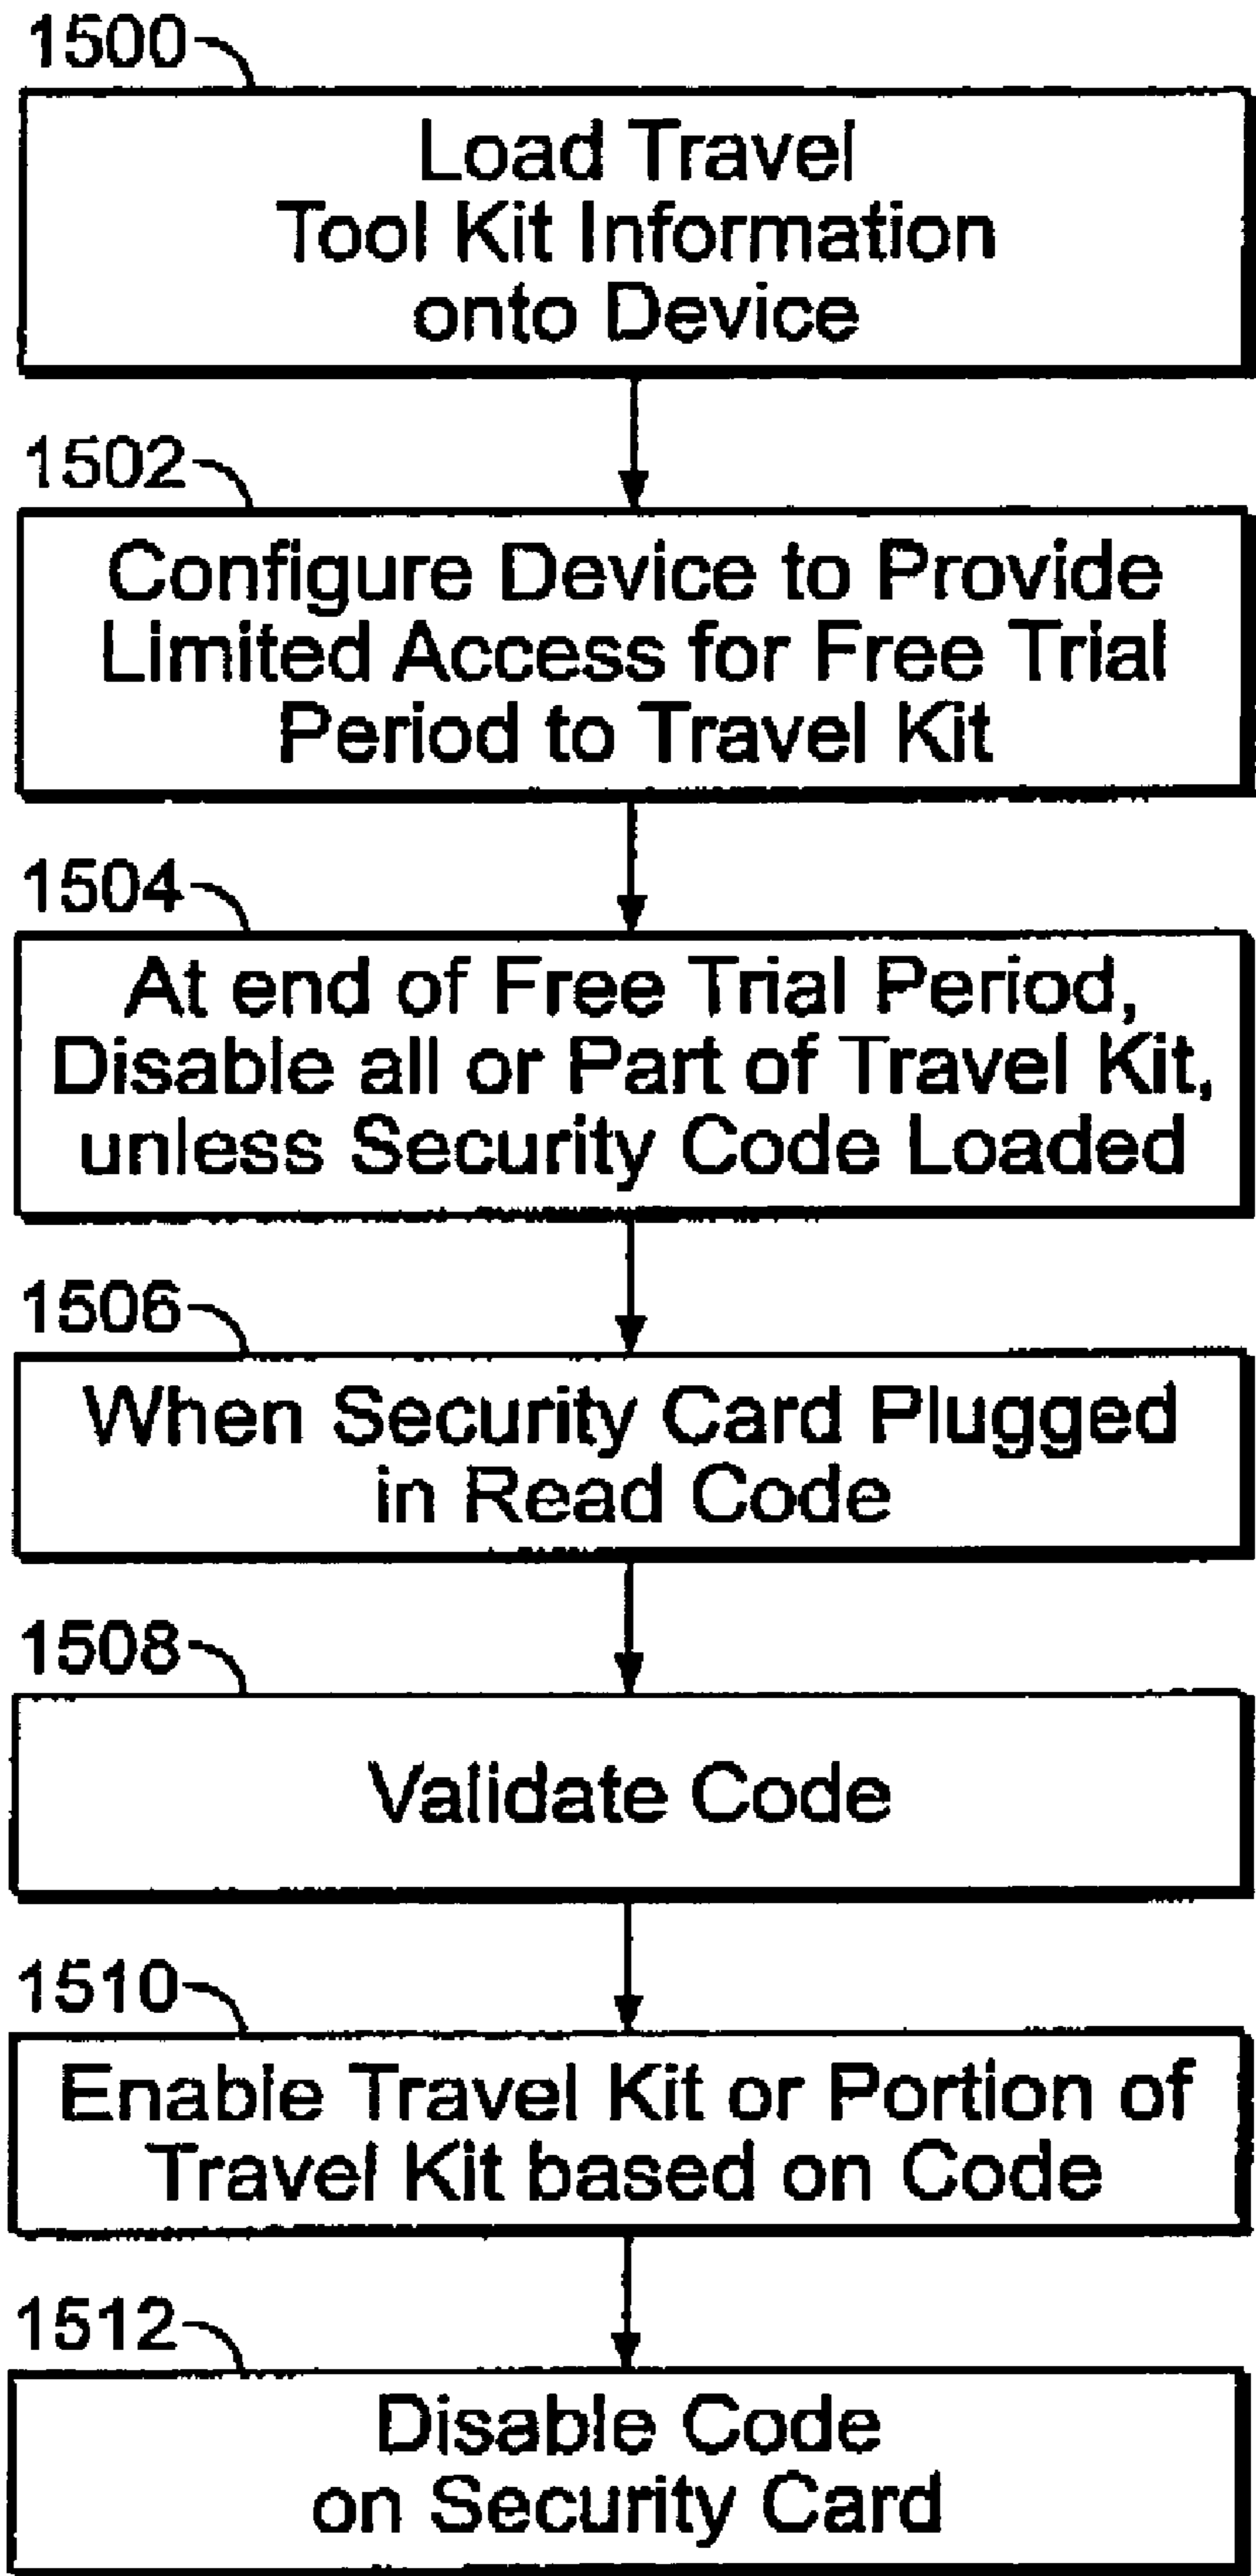 1500
Load Travel
Tool Kit Information
onto Device
1502
Configure Device to Provide
Limited Access for Free Trial
Period to Travel Kit
1504
At end of Free Trial Period,
Disable all or Part of Travel Kit,
unless Security Code Loaded
1506
When Security Card Plugged
in Read Code
1508
Validate Code
1510
Enable Travel Kit or Portion of
Travel Kit based on Code
1512
Disable Code
on Security Card